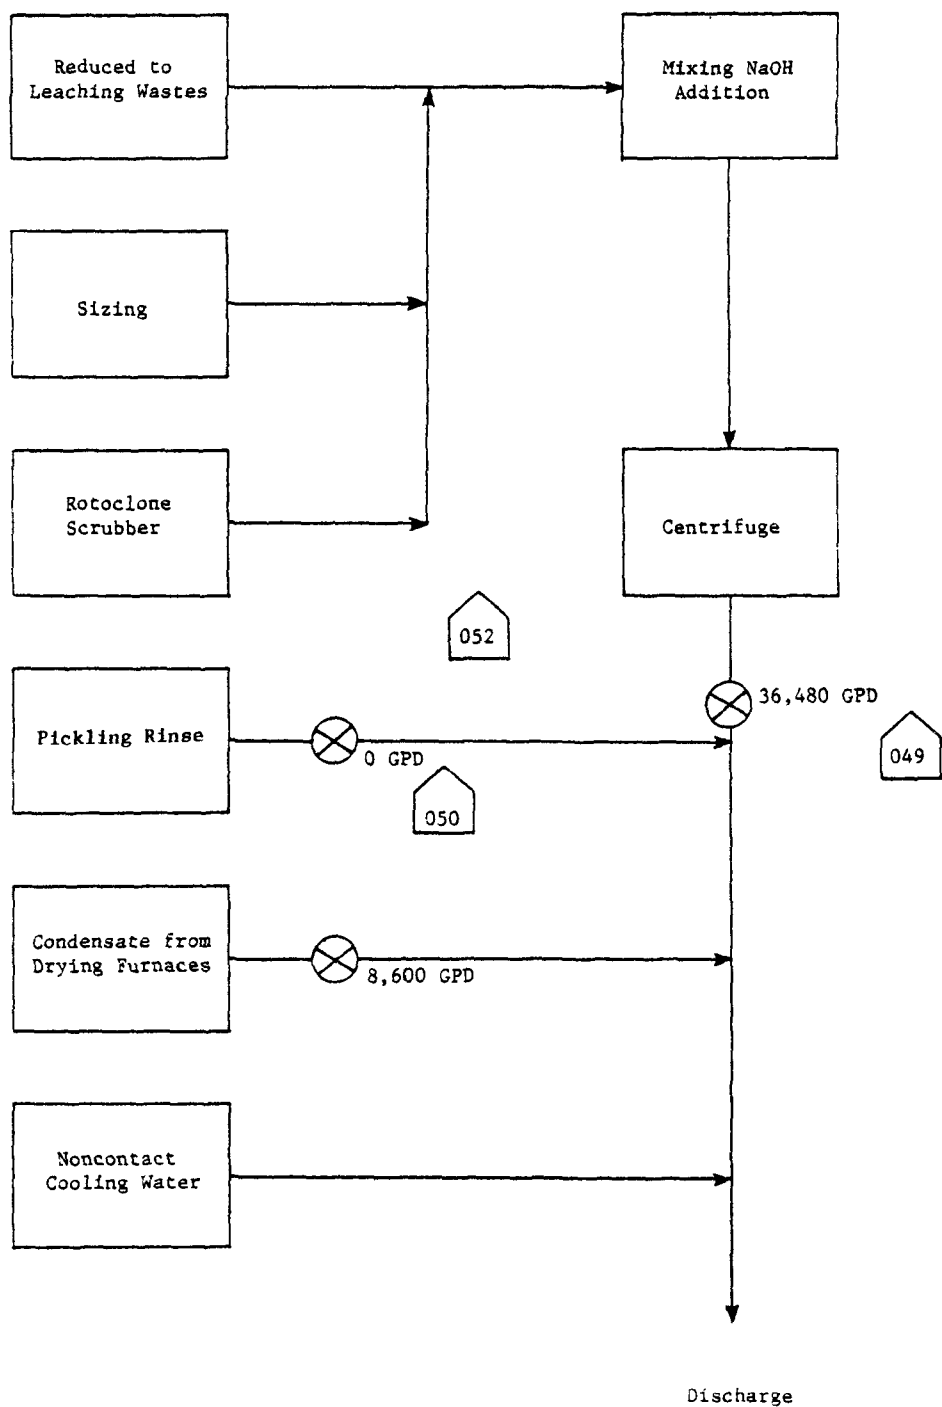 Reduced to
Leaching Wastes
Mixing NaOH
Addition
Sizing
Rotoclone
Scrubber
Centrifuge
052
36,480 GPD
Pickling Rinse
0 GPD
049
050
Condensate from
Drying Furnaces
8,600 GPD
Noncontact
Cooling Water
Discharge